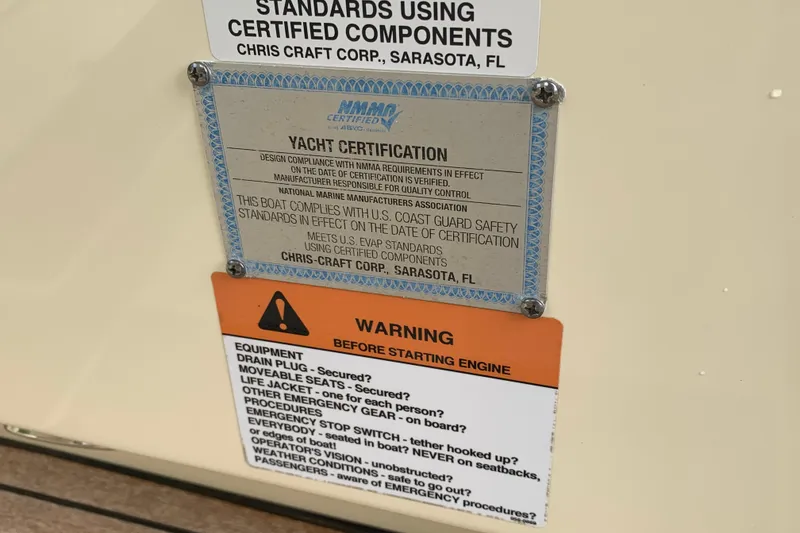 STANDARDS USING
CERTIFIED COMPONENTS
CHRIS CRAFT CORP., SARASOTA, FL
NMMA
CERTIFIED
YACHT CERTIFICATION
DESIGN COMPLIANCE WITH NMMA REQUIREMENTS IN EFFECT
ON THE DATE OF CERTIFICATION IS VERIFIED.
MANUFACTURER RESPONSIBLE FOR QUALITY CONTROL
NATIONAL MARINE MANUFACTURERS ASSOCIATION
THIS BOAT COMPLIES WITH U.S. COAST GUARD SAFETY
STANDARDS IN EFFECT ON THE DATE OF CERTIFICATION
MEETS U.S. EVAP STANDARDS
USING CERTIFIED COMPONENTS
CHRIS-CRAFT CORP., SARASOTA, FL
WARNING
BEFORE STARTING ENGINE
EQUIPMENT
DRAIN PLUG - Secured?
MOVEABLE SEATS - Secured?
LIFE JACKET - one for each person?
OTHER EMERGENCY GEAR - on board?
PROCEDURES
EMERGENCY STOP SWITCH - tether hooked up?
EVERYBODY - seated in boat? NEVER on seatbacks,
or edges of boat!
OPERATOR'S VISION - unobstructed?
WEATHER CONDITIONS - safe to go out?
PASSENGERS - aware of EMERGENCY procedures?